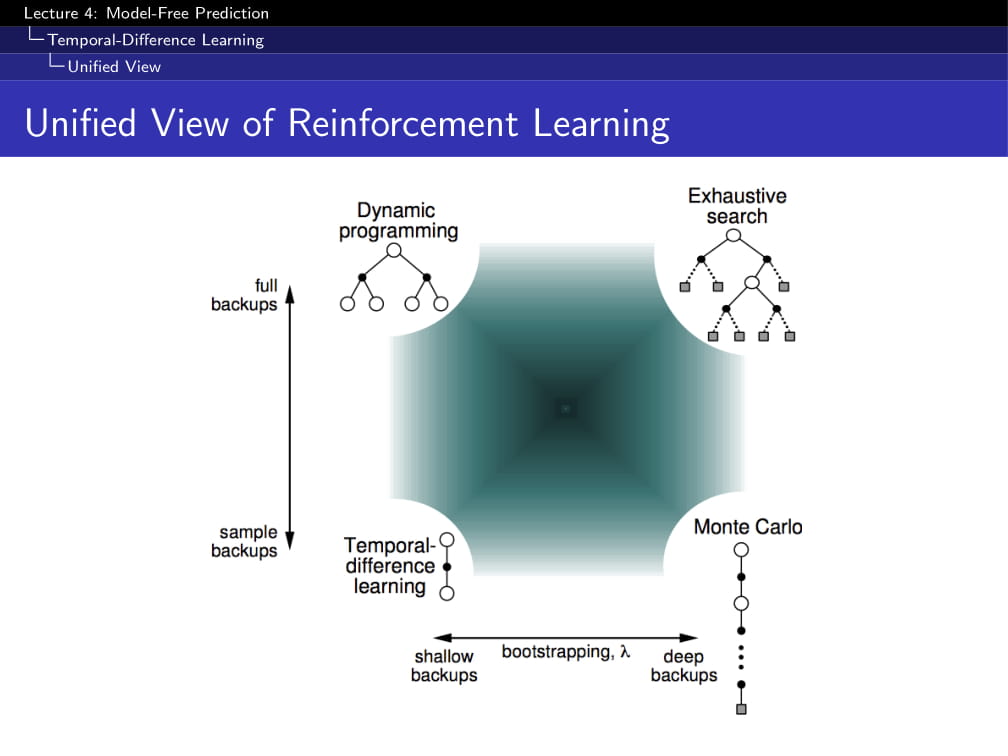 Lecture 4: Model-Free Prediction
Temporal-Difference Learning
Unified View
Unified View of Reinforcement Learning
Dynamic
programming
Exhaustive
search
full
backups
sample
backups
Temporal-
difference
learning
Monte Carlo
bootstrapping, λ
shallow
backups
deep
backups